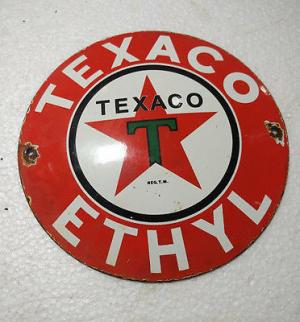 TEXACO
TEXACO
T
REG. T.M.
ETHYL